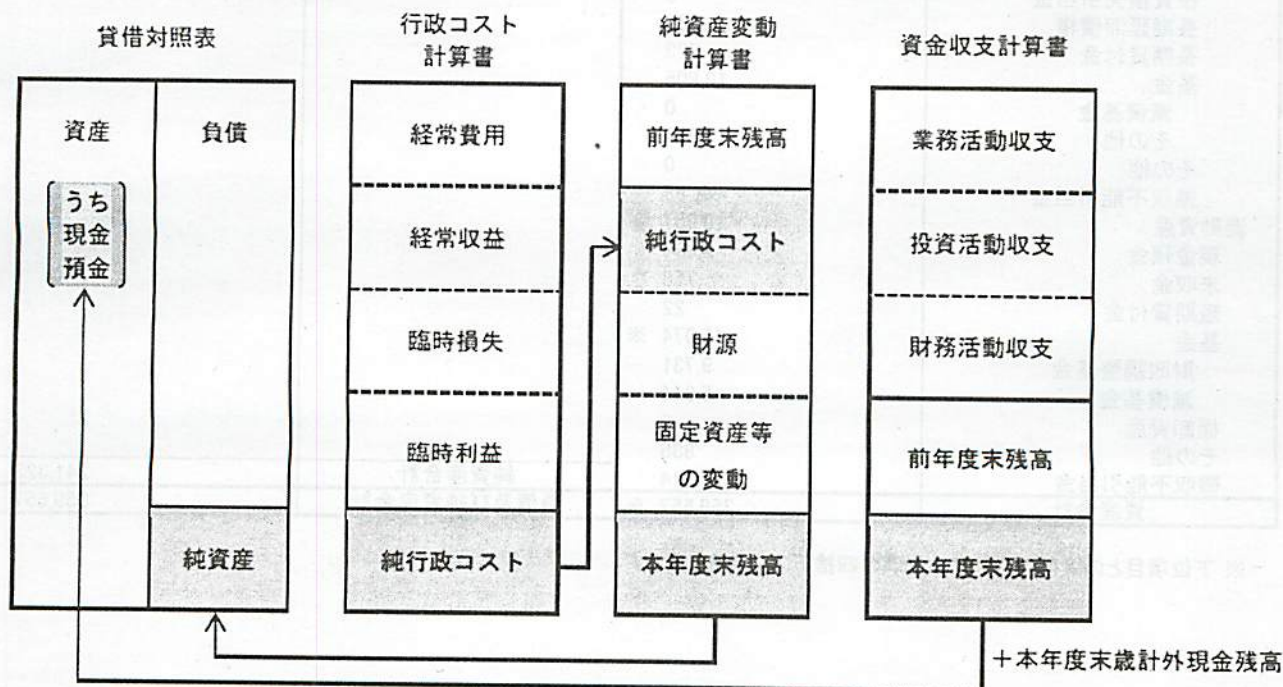 貸借対照表
資産
うち
現金
預金
負債
純資産
行政コスト
計算書
経常費用
経常収益
臨時損失
臨時利益
純行政コスト
純資産変動
計算書
前年度末残高
純行政コスト
財源
固定資産等
の変動
本年度末残高
資金収支計算書
業務活動収支
投資活動収支
財務活動収支
前年度末残高
本年度末残高
+本年度末歳計外現金残高